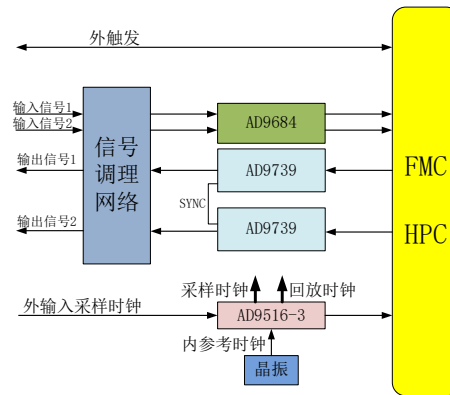 外触发
输入信号1
输入信号2
输出信号1
输出信号2
信号
调理
网络
AD9684
AD9739
SYNC
AD9739
FMC
HPC
采样时钟
回放时钟
外输入采样时钟
AD9516-3
内参考时钟
晶振